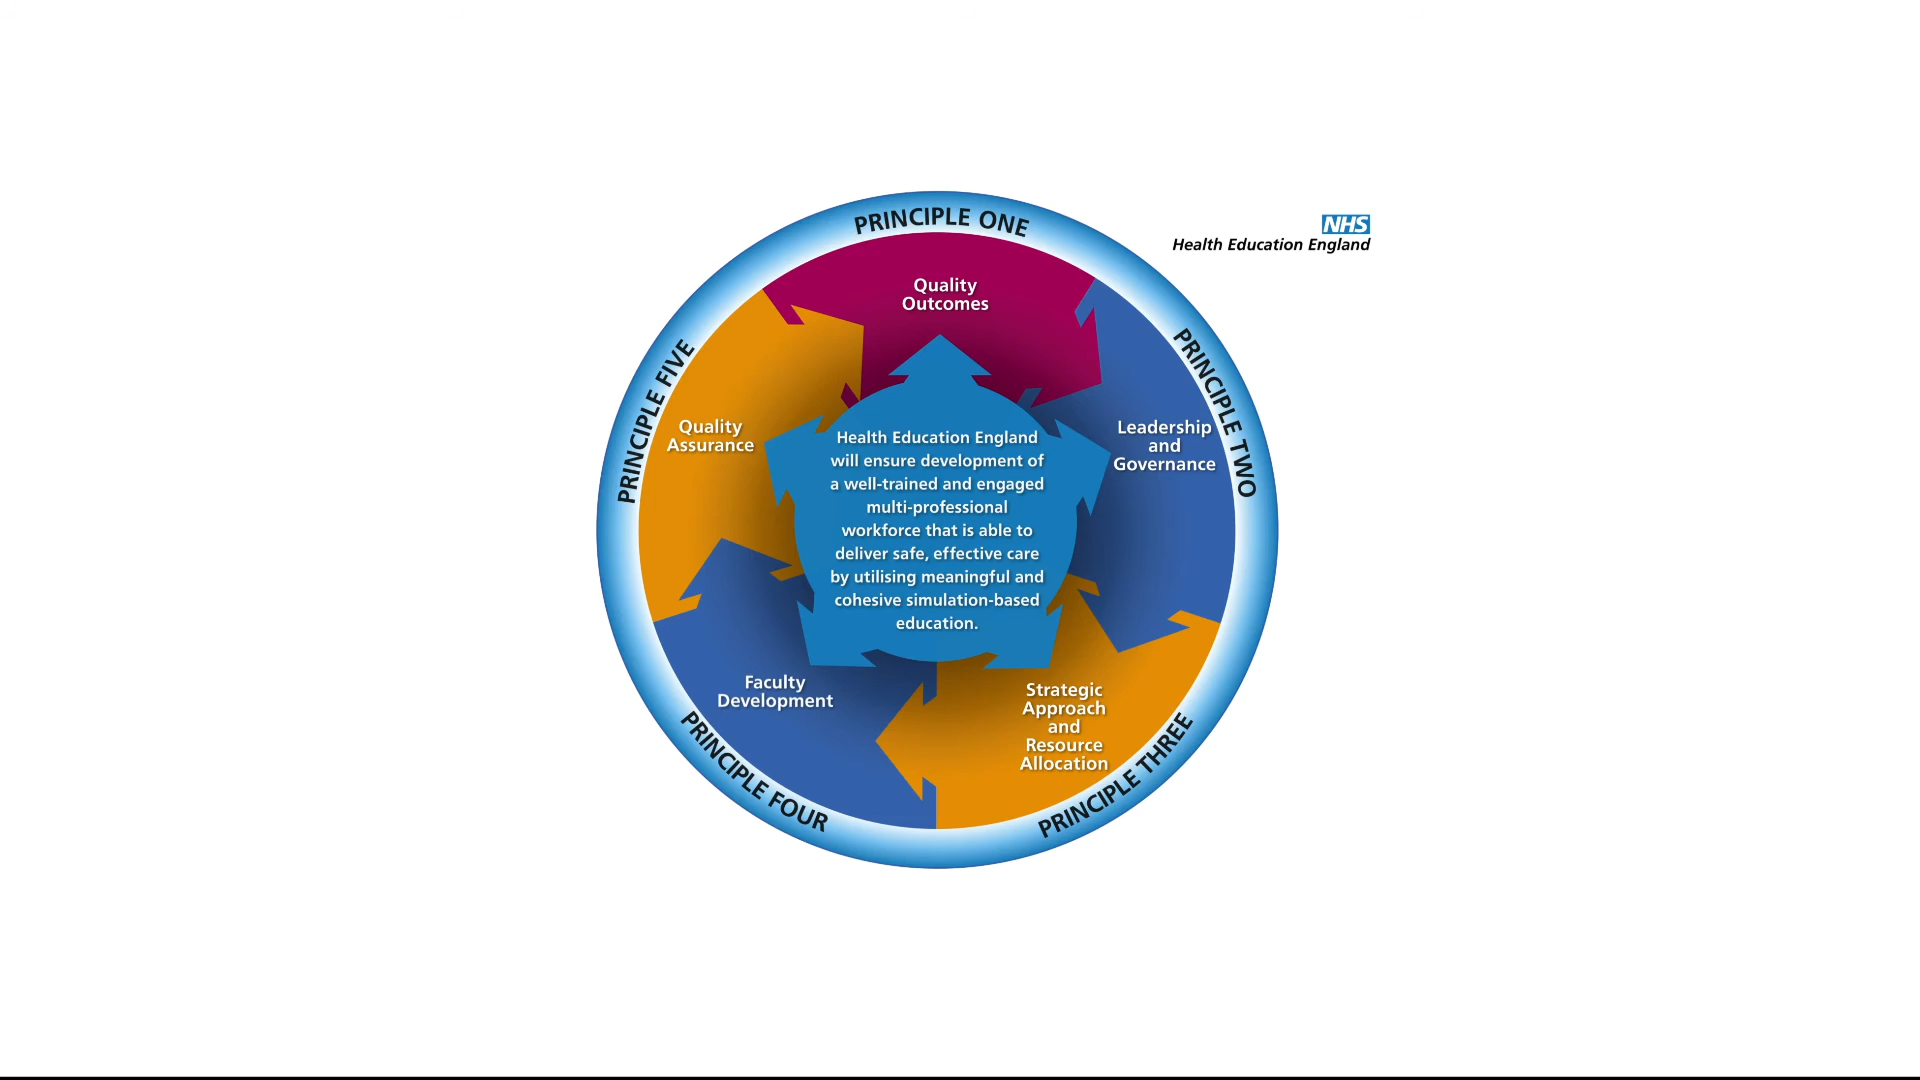 PRINCIPLE ONE
NHS
Health Education England
Quality
Outcomes
PRINCIPLE TWO
Leadership
and
Governance
PRINCIPLE THREE
Strategic
Approach
and
Resource
Allocation
PRINCIPLE FOUR
Faculty
Development
PRINCIPLE FIVE
Quality
Assurance
Health Education England
will ensure development of
a well-trained and engaged
multi-professional
workforce that is able to
deliver safe, effective care
by utilising meaningful and
cohesive simulation-based
education.